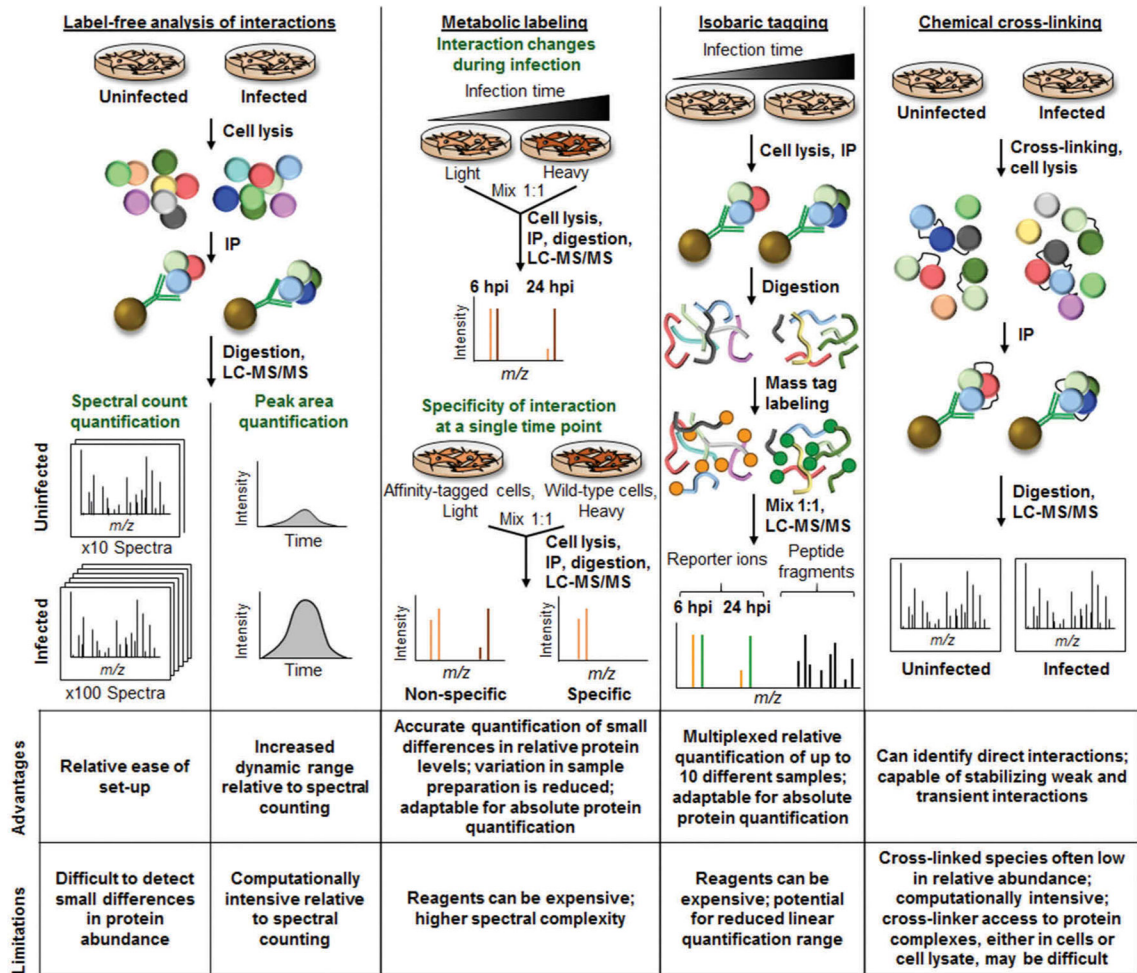 Label-free analysis of interactions
Uninfected
Infected
Cell lysis
IP
Digestion,
LC-MS/MS
Spectral count
quantification
Peak area
quantification
Uninfected
m/z
x10 Spectra
Intensity
Time
Infected
m/z
x100 Spectra
Intensity
Time
Metabolic labeling
Interaction changes
during infection
Infection time
Light
Heavy
Mix 1:1
Cell lysis,
IP, digestion,
LC-MS/MS
6 hpi
24 hpi
Intensity
m/z
Specificity of interaction
at a single time point
Affinity-tagged cells,
Light
Wild-type cells,
Heavy
Mix 1:1
Cell lysis,
IP, digestion,
LC-MS/MS
Intensity
m/z
Non-specific
Intensity
m/z
Specific
Isobaric tagging
Infection time
Cell lysis, IP
Digestion
Mass tag
labeling
Mix 1:1,
LC-MS/MS
Reporter ions
Peptide
fragments
6 hpi
24 hpi
Intensity
m/z
Chemical cross-linking
Uninfected
Infected
Cross-linking,
cell lysis
IP
Digestion,
LC-MS/MS
Uninfected
Infected
Advantages
Relative ease of
set-up
Increased
dynamic range
relative to spectral
counting
Accurate quantification of small
differences in relative protein
levels; variation in sample
preparation is reduced;
adaptable for absolute protein
quantification
Multiplexed relative
quantification of up to
10 different samples;
adaptable for absolute
protein quantification
Can identify direct interactions;
capable of stabilizing weak and
transient interactions
Limitations
Difficult to detect
small differences
in protein
abundance
Computationally
intensive relative
to spectral
counting
Reagents can be expensive;
higher spectral complexity
Reagents can be
expensive; potential
for reduced linear
quantification range
Cross-linked species often low
in relative abundance;
computationally intensive;
cross-linker access to protein
complexes, either in cells or
cell lysate, may be difficult